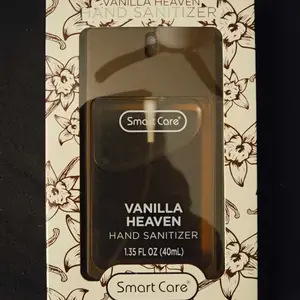 VANILLA HEAVEN
HAND SANITIZER
Smart Care®
VANILLA
HEAVEN
HAND SANITIZER
1.35 FL OZ (40mL)
Smart Care®